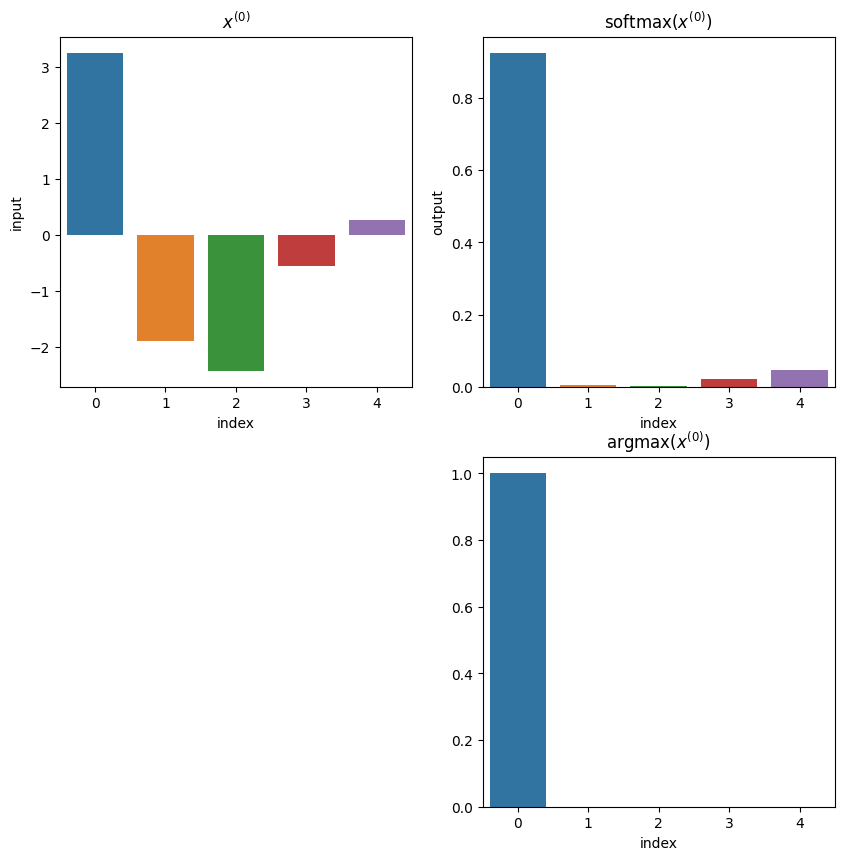 x^(0)
3
2
1
0
−1
−2
input
0 1 2 3 4
index
softmax(x^(0))
0.8
0.6
0.4
0.2
0.0
output
0 1 2 3 4
index
argmax(x^(0))
1.0
0.8
0.6
0.4
0.2
0.0
0 1 2 3 4
index